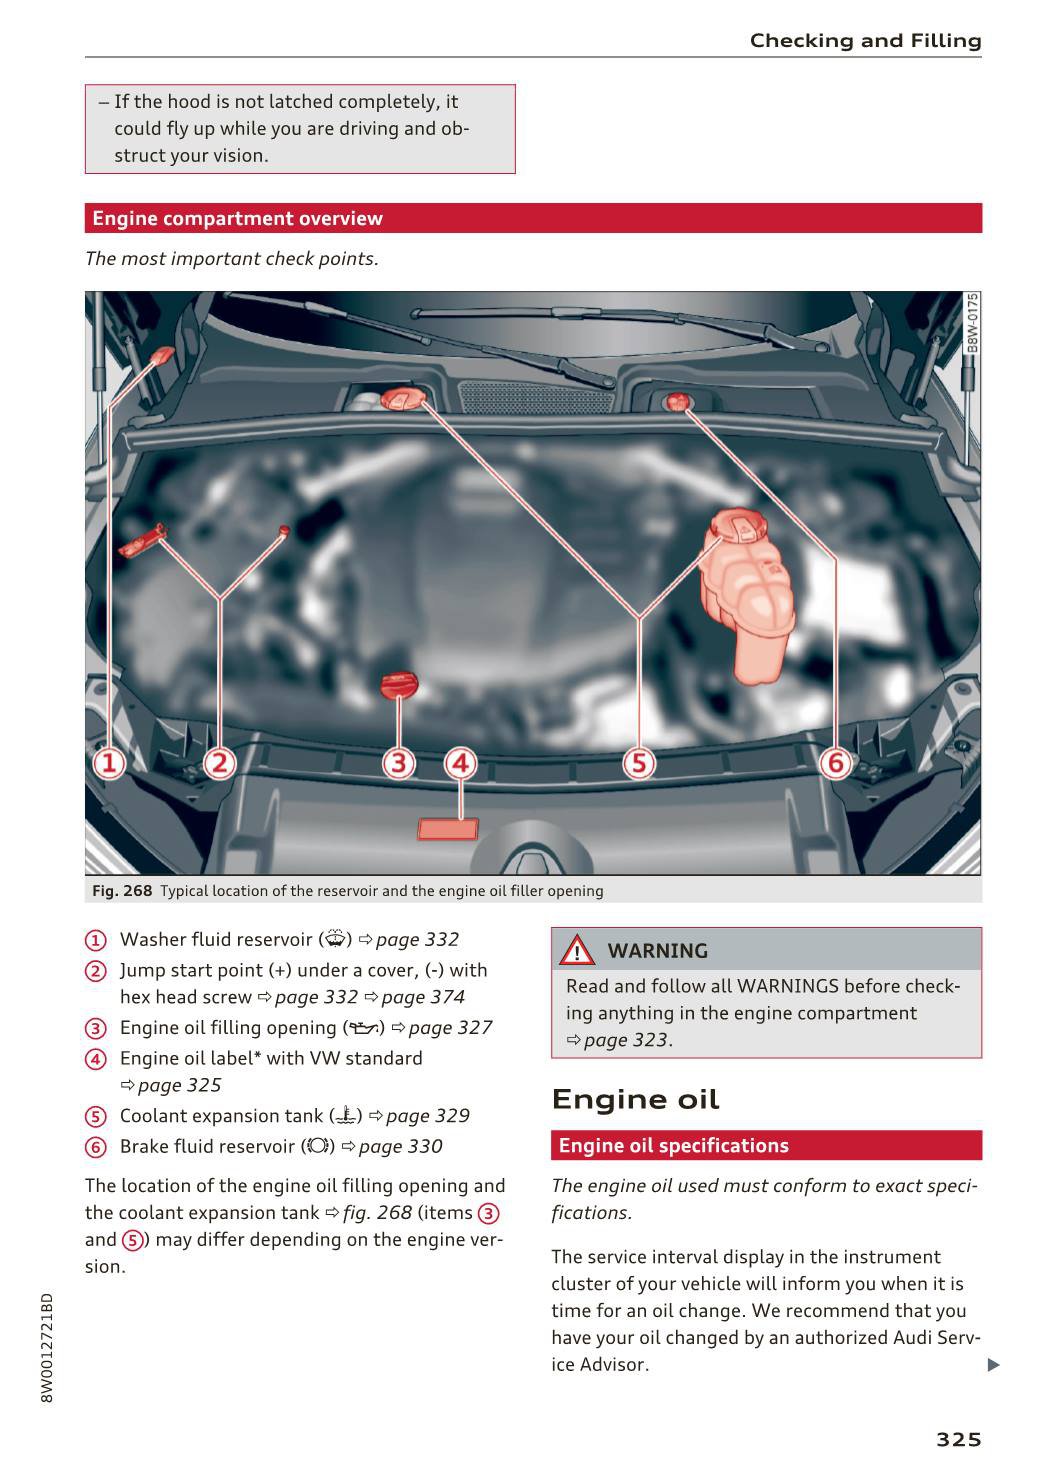 Checking and Filling
– If the hood is not latched completely, it
could fly up while you are driving and ob-
struct your vision.
Engine compartment overview
The most important check points.
B8W-0175
1 2 3 4 5 6
Fig. 268 Typical location of the reservoir and the engine oil filler opening
① Washer fluid reservoir () ⇨ page 332
② Jump start point (+) under a cover, (-) with
hex head screw ⇨ page 332 ⇨ page 374
③ Engine oil filling opening () ⇨ page 327
④ Engine oil label* with VW standard
⇨ page 325
⑤ Coolant expansion tank () ⇨ page 329
⑥ Brake fluid reservoir () ⇨ page 330
The location of the engine oil filling opening and
the coolant expansion tank ⇨ fig. 268 (items ③
and ⑤) may differ depending on the engine ver-
sion.
WARNING
Read and follow all WARNINGS before check-
ing anything in the engine compartment
⇨ page 323.
Engine oil
Engine oil specifications
The engine oil used must conform to exact speci-
fications.
The service interval display in the instrument
cluster of your vehicle will inform you when it is
time for an oil change. We recommend that you
have your oil changed by an authorized Audi Serv-
ice Advisor.
8W0012721BD
325